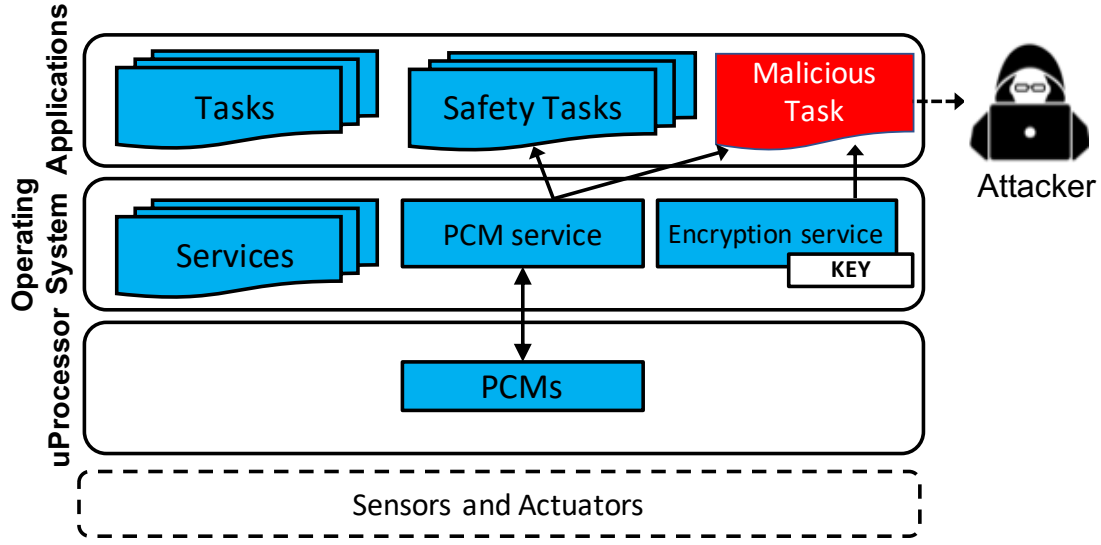 Applications
Tasks
Safety Tasks
Malicious
Task
Attacker
Operating
System
Services
PCM service
Encryption service
KEY
uProcessor
PCMs
Sensors and Actuators